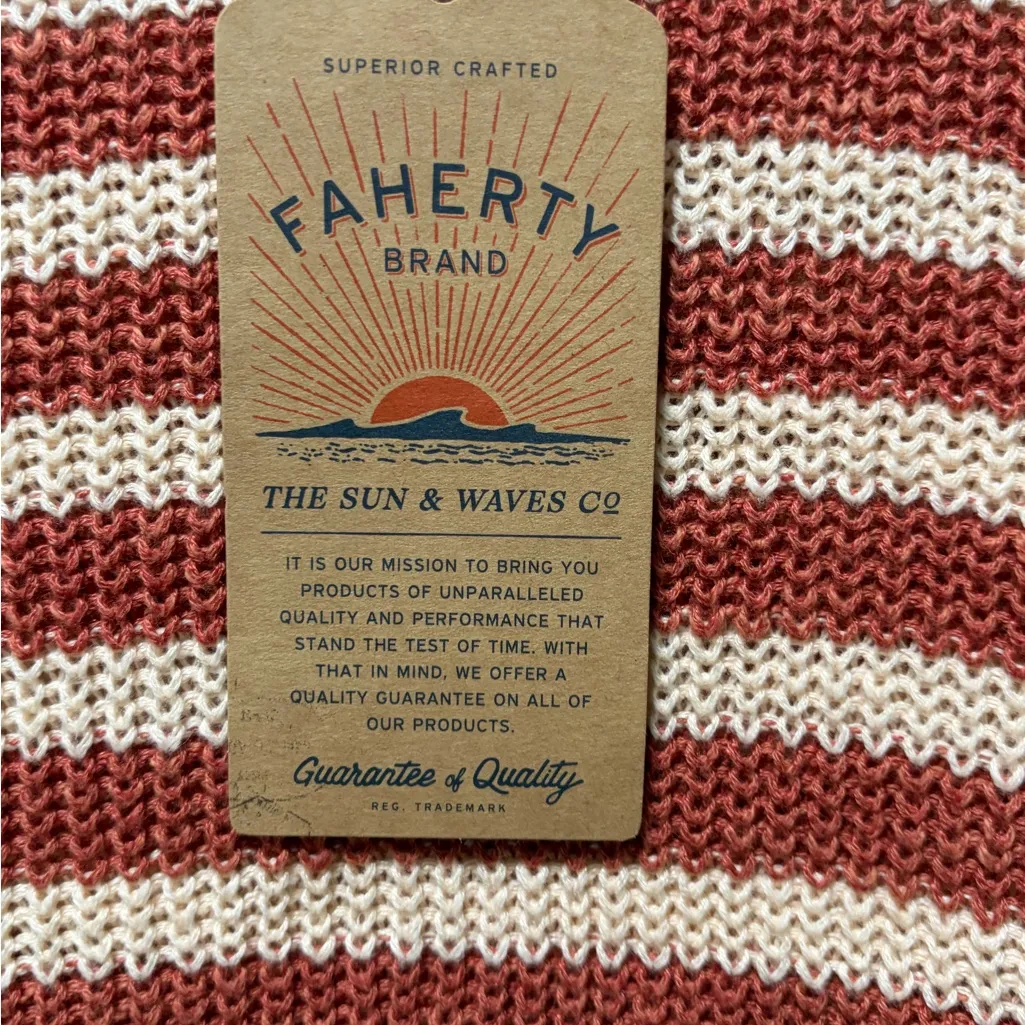 SUPERIOR CRAFTED
FAHERTY
BRAND
THE SUN & WAVES Cº
IT IS OUR MISSION TO BRING YOU
PRODUCTS OF UNPARALLELED
QUALITY AND PERFORMANCE THAT
STAND THE TEST OF TIME. WITH
THAT IN MIND, WE OFFER A
QUALITY GUARANTEE ON ALL OF
OUR PRODUCTS.
Guarantee of Quality
REG. TRADEMARK